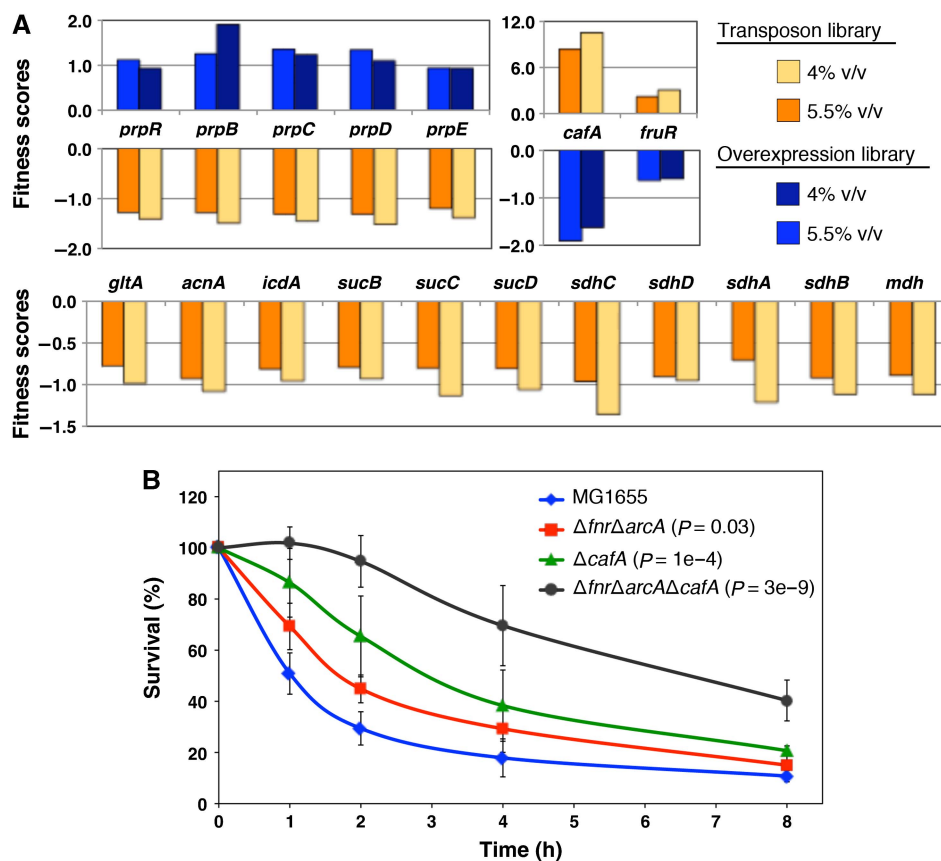 A
Fitness scores
2.0
1.0
0.0
prpR prpB prpC prpD prpE
0.0
−1.0
−2.0
12.0
6.0
0.0
cafA fruR
0.0
−1.0
−2.0
Transposon library
4% v/v
5.5% v/v
Overexpression library
4% v/v
5.5% v/v
gltA acnA icdA sucB sucC sucD sdhC sdhD sdhA sdhB mdh
Fitness scores
0.0
−0.5
−1.0
−1.5
B
Survival (%)
120
100
80
60
40
20
0
MG1655
ΔfnrΔarcA (P = 0.03)
ΔcafA (P = 1e−4)
ΔfnrΔarcAΔcafA (P = 3e−9)
0 1 2 3 4 5 6 7 8
Time (h)